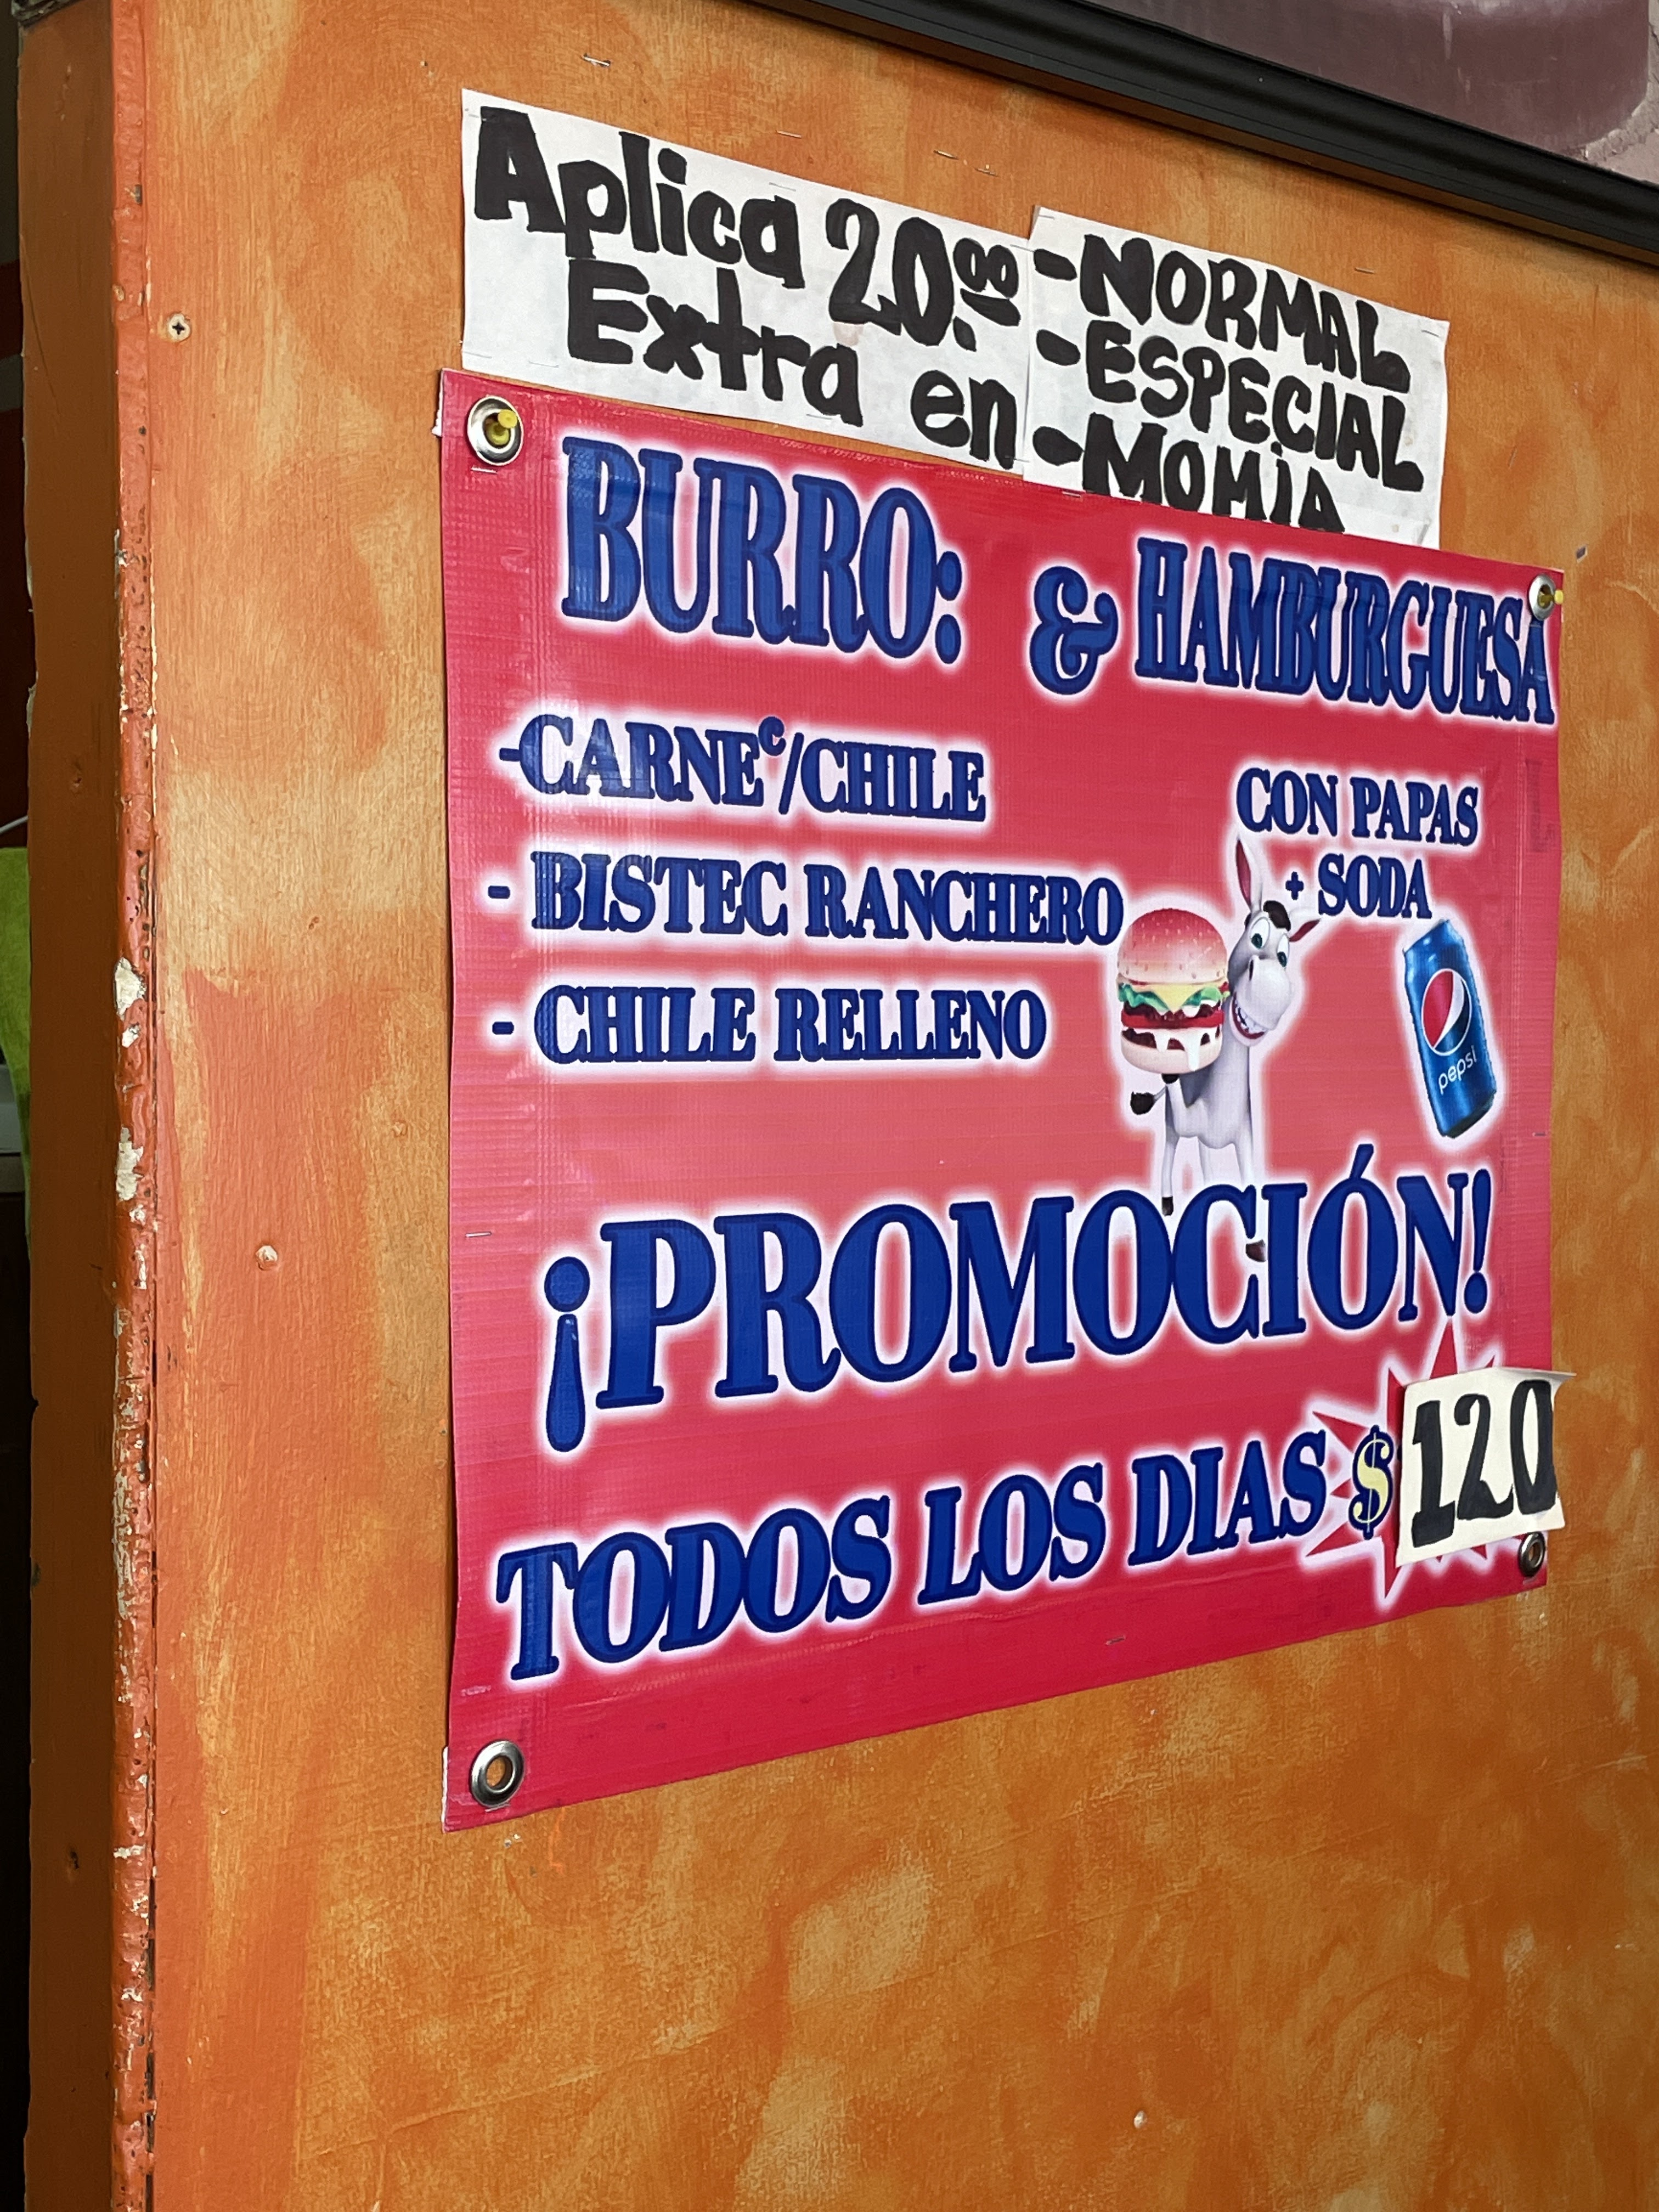 Aplica 20.00
Extra en
-NORMAL
-ESPECIAL
-MOMiA
BURRO: & HAMBURGUESA
-CARNE C/CHILE
- BISTEC RANCHERO
- CHILE RELLENO
CON PAPAS
+ SODA
pepsi
¡PROMOCIÓN!
TODOS LOS DIAS $120